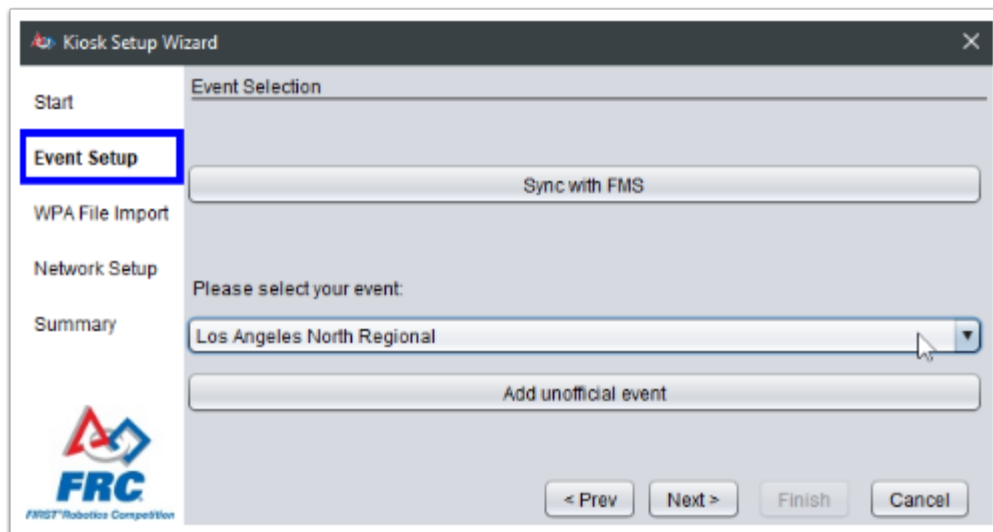 Kiosk Setup Wizard
Start
Event Setup
WPA File Import
Network Setup
Summary
FRC
FIRST®Robotics Competition
Event Selection
Sync with FMS
Please select your event:
Los Angeles North Regional
Add unofficial event
< Prev Next > Finish Cancel